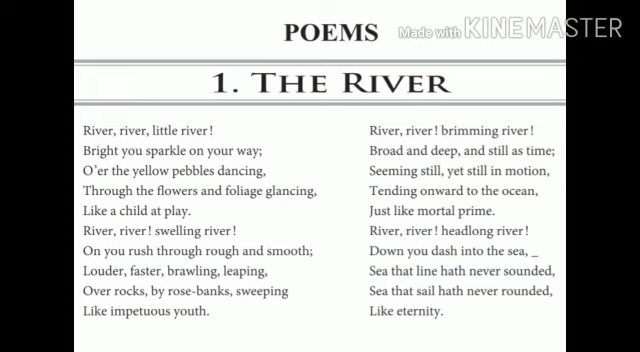 POEMS
Made with KINEMASTER
1. THE RIVER
River, river, little river!
Bright you sparkle on your way;
O'er the yellow pebbles dancing,
Through the flowers and foliage glancing,
Like a child at play.
River, river! swelling river!
On you rush through rough and smooth;
Louder, faster, brawling, leaping,
Over rocks, by rose-banks, sweeping
Like impetuous youth.
River, river! brimming river!
Broad and deep, and still as time;
Seeming still, yet still in motion,
Tending onward to the ocean,
Just like mortal prime.
River, river! headlong river!
Down you dash into the sea, _
Sea that line hath never sounded,
Sea that sail hath never rounded,
Like eternity.